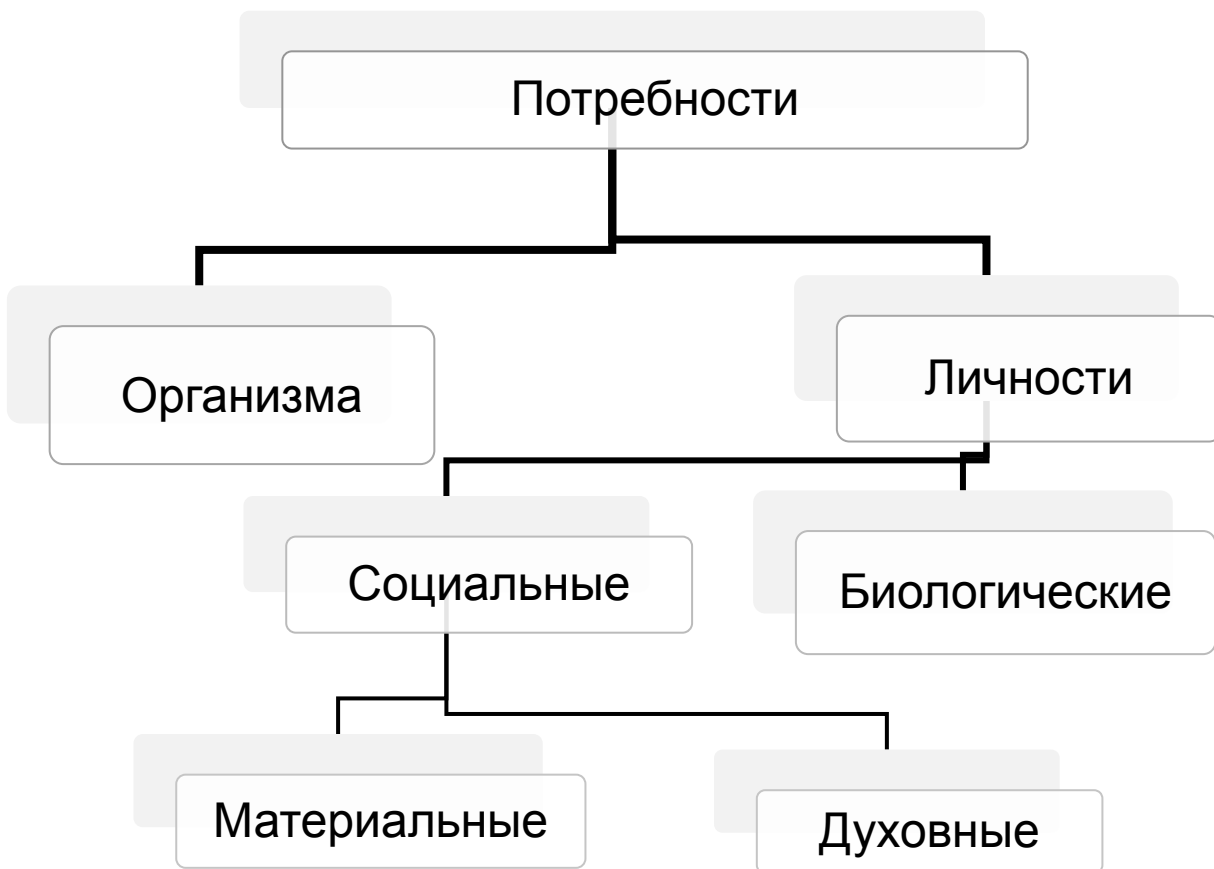 Потребности
Организма
Личности
Социальные
Биологические
Материальные
Духовные